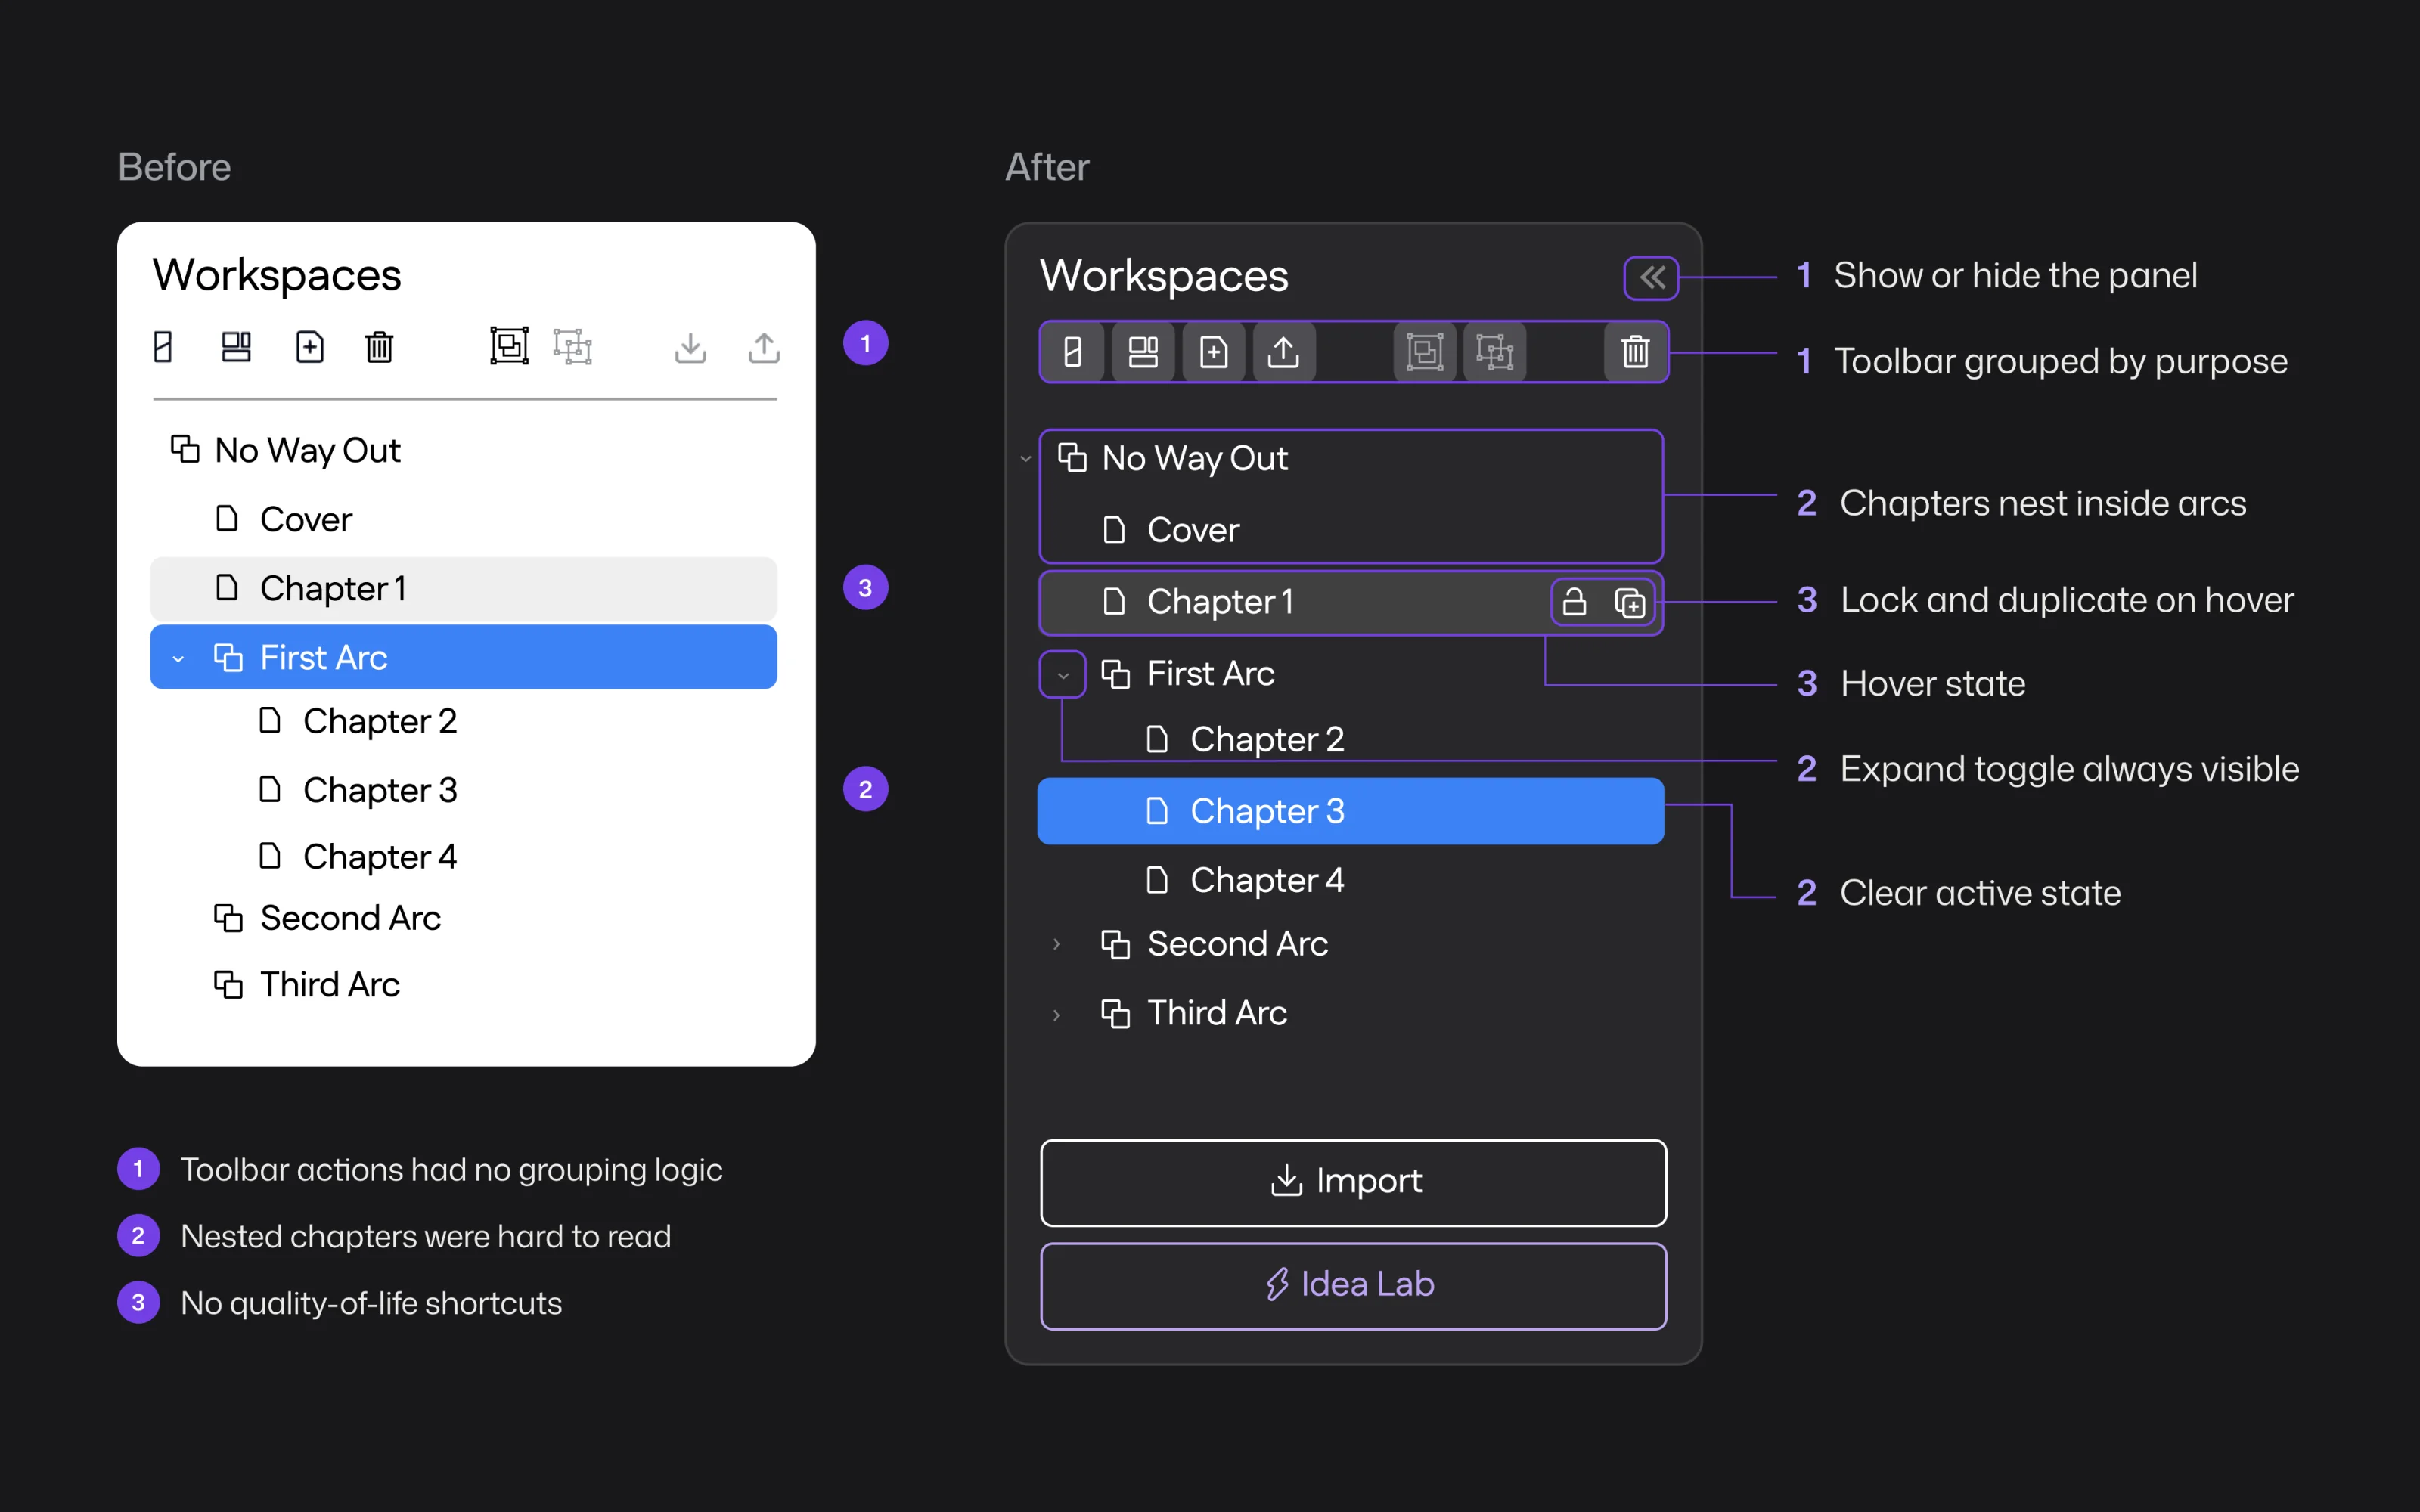 Before
Workspaces
1
No Way Out
Cover
Chapter 1
3
First Arc
Chapter 2
Chapter 3
2
Chapter 4
Second Arc
Third Arc
1 Toolbar actions had no grouping logic
2 Nested chapters were hard to read
3 No quality-of-life shortcuts
After
Workspaces
1 Show or hide the panel
1 Toolbar grouped by purpose
No Way Out
2 Chapters nest inside arcs
Cover
Chapter 1
3 Lock and duplicate on hover
First Arc
3 Hover state
Chapter 2
2 Expand toggle always visible
Chapter 3
Chapter 4
2 Clear active state
Second Arc
Third Arc
Import
Idea Lab